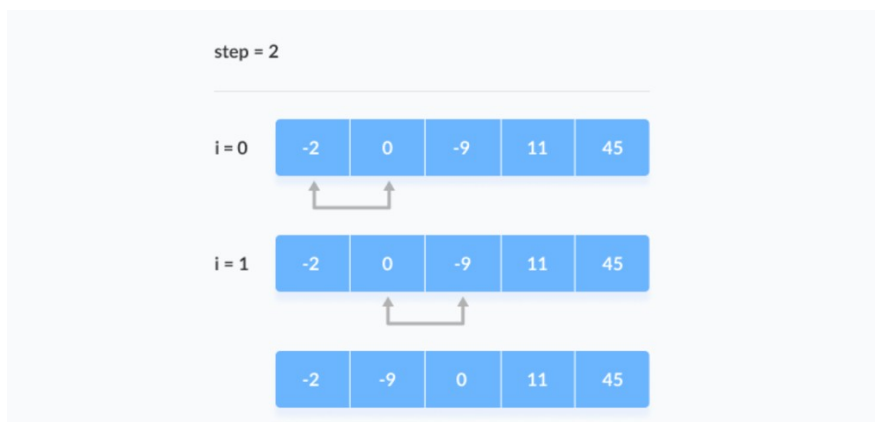 step = 2
i = 0 -2 0 -9 11 45
i = 1 -2 0 -9 11 45
-2 -9 0 11 45